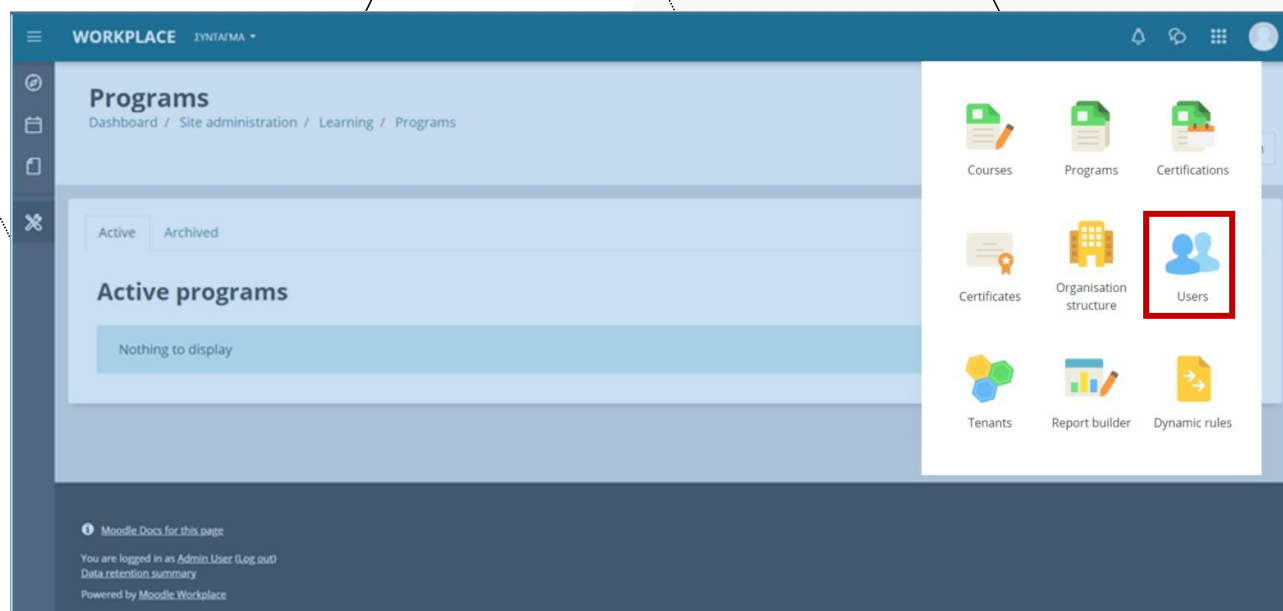 WORKPLACE ΣΥΝΤΑΓΜΑ
Programs
Dashboard / Site administration / Learning / Programs
Active Archived
Active programs
Nothing to display
Courses Programs Certifications
Certificates Organisation structure Users
Tenants Report builder Dynamic rules
Moodle Docs for this page
You are logged in as Admin User (Log out)
Data retention summary
Powered by Moodle Workplace